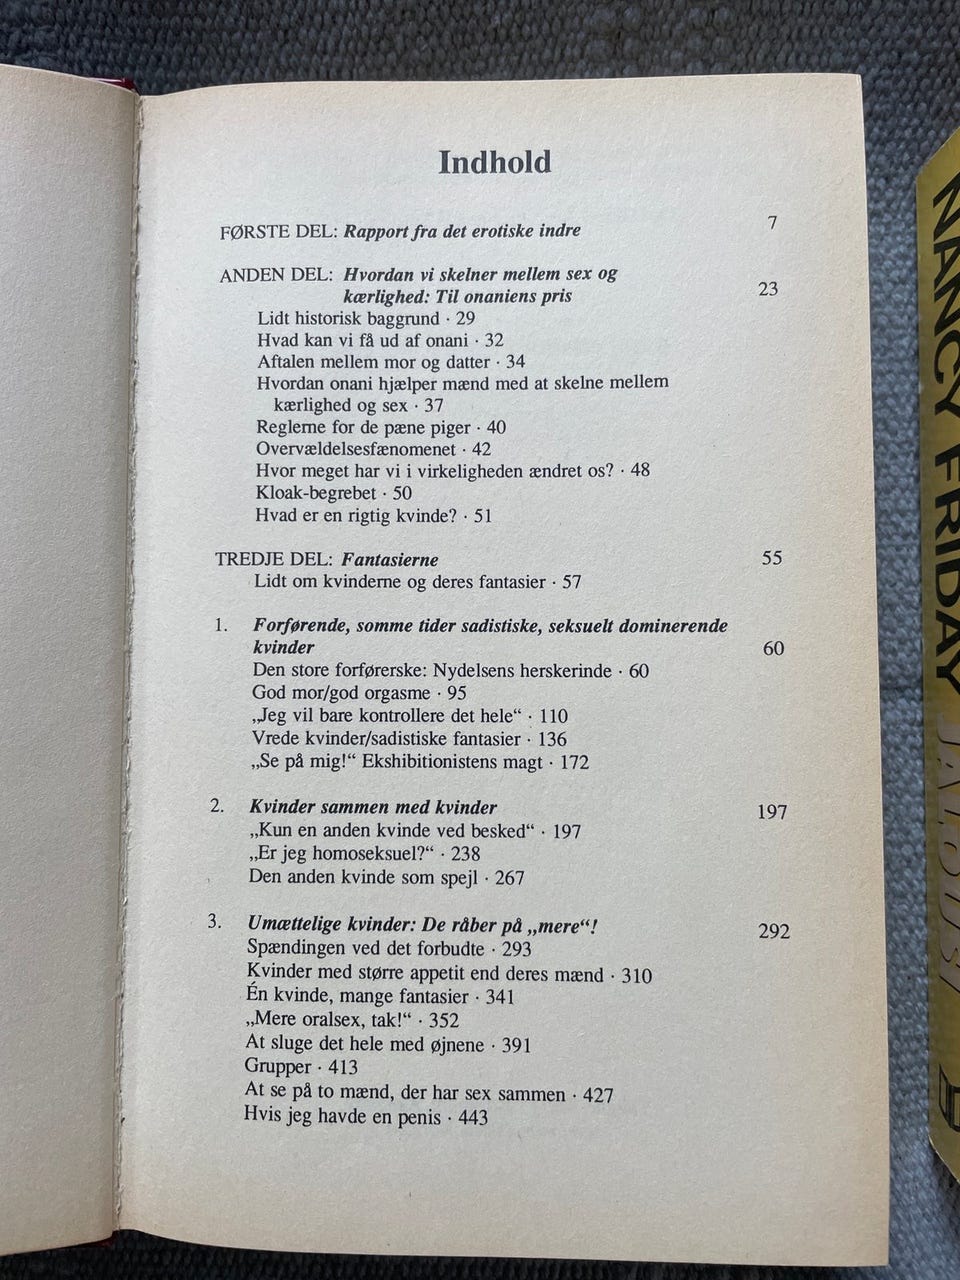 Indhold
FØRSTE DEL: Rapport fra det erotiske indre 7
ANDEN DEL: Hvordan vi skelner mellem sex og
kærlighed: Til onaniens pris 23
Lidt historisk baggrund · 29
Hvad kan vi få ud af onani · 32
Aftalen mellem mor og datter · 34
Hvordan onani hjælper mænd med at skelne mellem
kærlighed og sex · 37
Reglerne for de pæne piger · 40
Overvældelsesfænomenet · 42
Hvor meget har vi i virkeligheden ændret os? · 48
Kloak-begrebet · 50
Hvad er en rigtig kvinde? · 51
TREDJE DEL: Fantasierne 55
Lidt om kvinderne og deres fantasier · 57
1. Forførende, somme tider sadistiske, seksuelt dominerende
kvinder 60
Den store forførerske: Nydelsens herskerinde · 60
God mor/god orgasme · 95
„Jeg vil bare kontrollere det hele“ · 110
Vrede kvinder/sadistiske fantasier · 136
„Se på mig!“ Ekshibitionistens magt · 172
2. Kvinder sammen med kvinder 197
„Kun en anden kvinde ved besked“ · 197
„Er jeg homoseksuel?“ · 238
Den anden kvinde som spejl · 267
3. Umættelige kvinder: De råber på „mere“! 292
Spændingen ved det forbudte · 293
Kvinder med større appetit end deres mænd · 310
Én kvinde, mange fantasier · 341
„Mere oralsex, tak!“ · 352
At sluge det hele med øjnene · 391
Grupper · 413
At se på to mænd, der har sex sammen · 427
Hvis jeg havde en penis · 443
NANCY FRIDAY